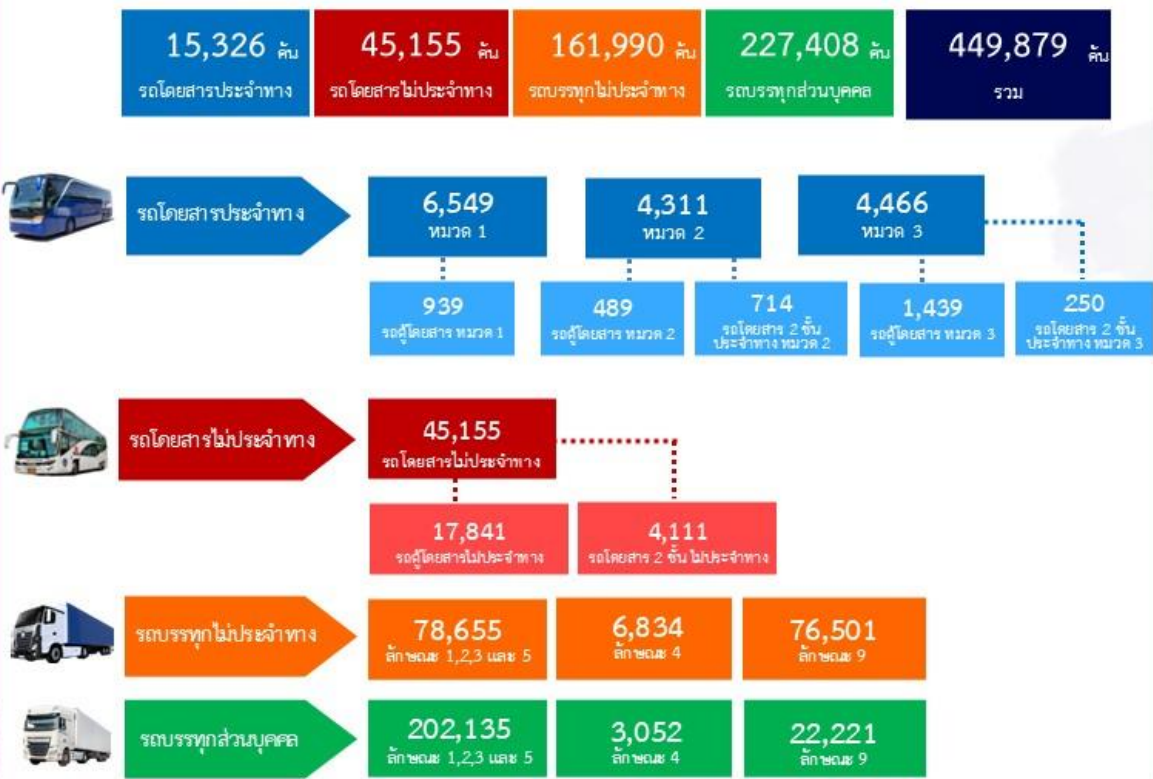 15,326 คัน
รถโดยสารประจำทาง
45,155 คัน
รถโดยสารไม่ประจำทาง
161,990 คัน
รถบรรทุกไม่ประจำทาง
227,408 คัน
รถบรรทุกส่วนบุคคล
449,879 คัน
รวม
รถโดยสารประจำทาง
6,549
หมวด 1
4,311
หมวด 2
4,466
หมวด 3
939
รถตู้โดยสาร หมวด 1
489
รถตู้โดยสาร หมวด 2
714
รถโดยสาร 2 ชั้น
ประจำทาง หมวด 2
1,439
รถตู้โดยสาร หมวด 3
250
รถโดยสาร 2 ชั้น
ประจำทาง หมวด 3
รถโดยสารไม่ประจำทาง
45,155
รถโดยสารไม่ประจำทาง
17,841
รถตู้โดยสารไม่ประจำทาง
4,111
รถโดยสาร 2 ชั้น ไม่ประจำทาง
รถบรรทุกไม่ประจำทาง
78,655
ลักษณะ 1,2,3 และ 5
6,834
ลักษณะ 4
76,501
ลักษณะ 9
รถบรรทุกส่วนบุคคล
202,135
ลักษณะ 1,2,3 และ 5
3,052
ลักษณะ 4
22,221
ลักษณะ 9